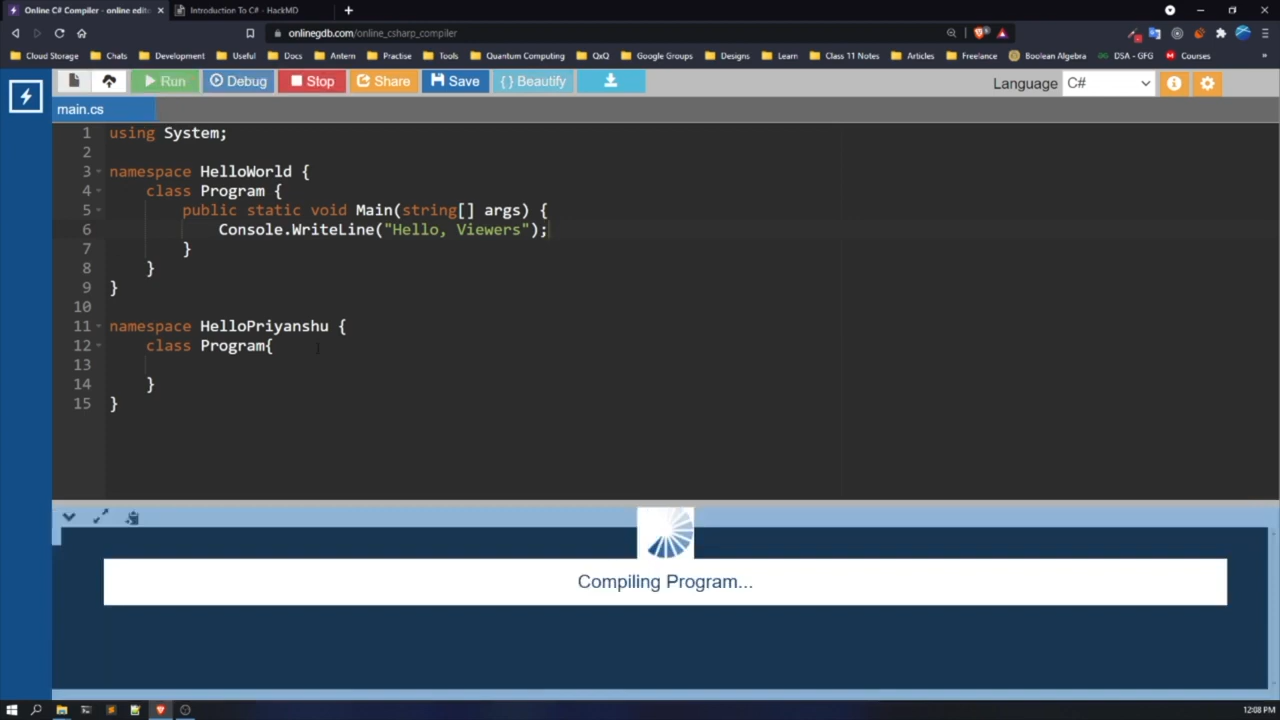 Online C# Compiler - online edit
Introduction To C# - HackMD
onlinegdb.com/online_csharp_compiler
Cloud Storage Chats Development Useful Docs Antern Practise Tools Quantum Computing QxQ Google Groups Designs Learn Class 11 Notes Articles Freelance Boolean Algebra DSA - GFG Courses
Run Debug Stop Share Save { } Beautify Language C#
main.cs
1 using System;
2
3 namespace HelloWorld {
4 class Program {
5 public static void Main(string[] args) {
6 Console.WriteLine("Hello, Viewers");
7 }
8 }
9 }
10
11 namespace HelloPriyanshu {
12 class Program{
13
14 }
15 }
Compiling Program...
12:08 PM